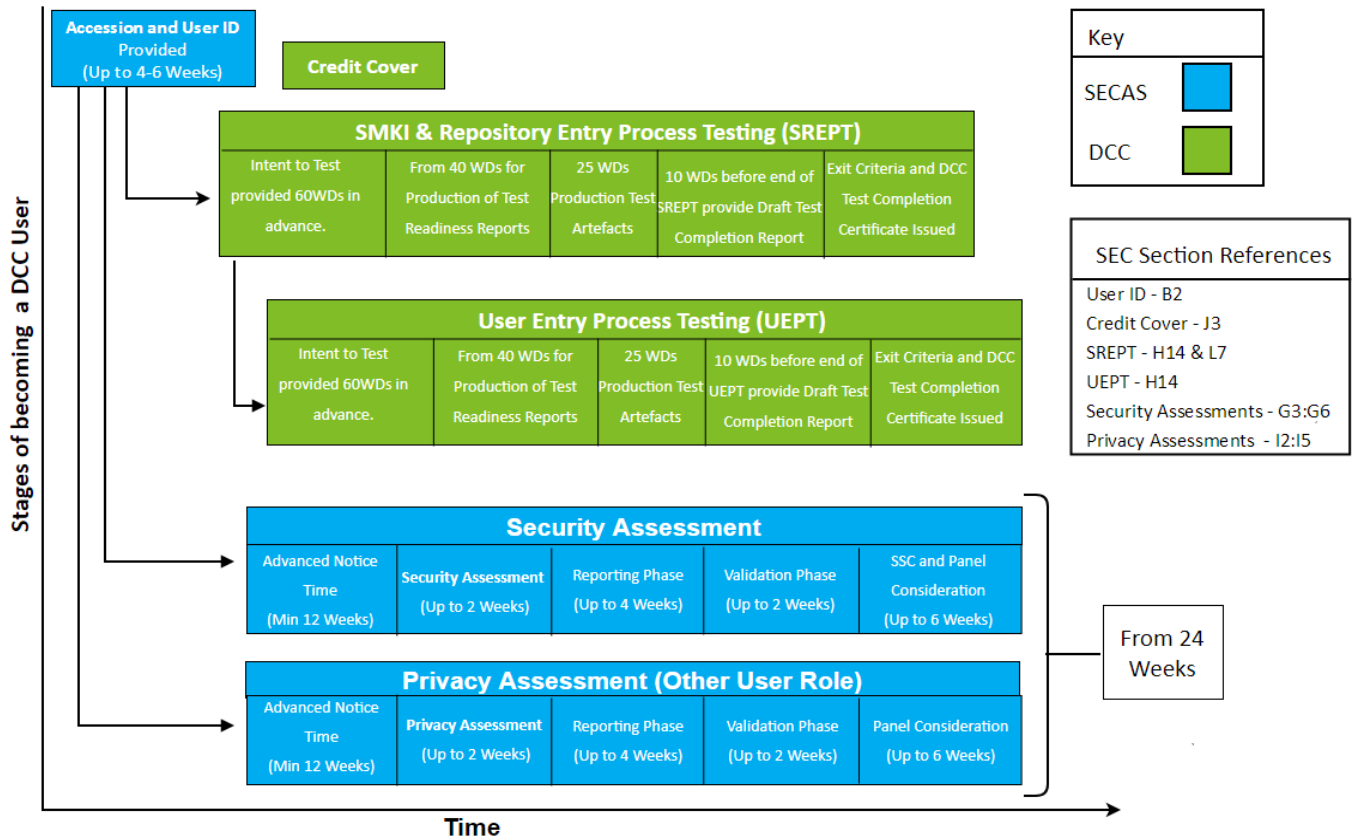 Accession and User ID
Provided
(Up to 4-6 Weeks)
Credit Cover
Key
SECAS
DCC
SMKI & Repository Entry Process Testing (SREPT)
Intent to Test
provided 60WDs in
advance.
From 40 WDs for
Production of Test
Readiness Reports
25 WDs
Production Test
Artefacts
10 WDs before end of
SREPT provide Draft Test
Completion Report
Exit Criteria and DCC
Test Completion
Certificate Issued
SEC Section References
User ID - B2
Credit Cover - J3
SREPT - H14 & L7
UEPT - H14
Security Assessments - G3:G6
Privacy Assessments - I2:I5
User Entry Process Testing (UEPT)
Intent to Test
provided 60WDs in
advance.
From 40 WDs for
Production of Test
Readiness Reports
25 WDs
Production Test
Artefacts
10 WDs before end of
UEPT provide Draft Test
Completion Report
Exit Criteria and DCC
Test Completion
Certificate Issued
Stages of becoming a DCC User
Security Assessment
Advanced Notice
Time
(Min 12 Weeks)
Security Assessment
(Up to 2 Weeks)
Reporting Phase
(Up to 4 Weeks)
Validation Phase
(Up to 2 Weeks)
SSC and Panel
Consideration
(Up to 6 Weeks)
From 24
Weeks
Privacy Assessment (Other User Role)
Advanced Notice
Time
(Min 12 Weeks)
Privacy Assessment
(Up to 2 Weeks)
Reporting Phase
(Up to 4 Weeks)
Validation Phase
(Up to 2 Weeks)
Panel Consideration
(Up to 6 Weeks)
Time